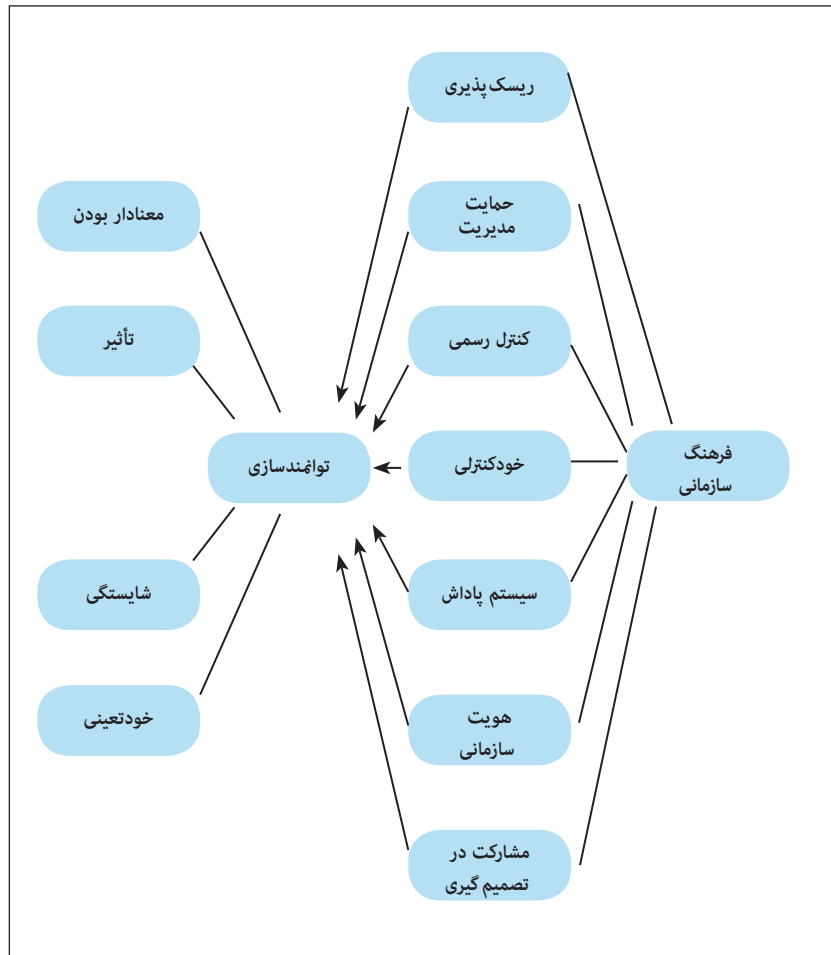 ریسک‌پذیری
حمایت
مدیریت
معنادار بودن
کنترل رسمی
تأثیر
فرهنگ
سازمانی
خودکنترلی
توانمندسازی
سیستم پاداش
شایستگی
هویت
سازمانی
خودتعینی
مشارکت در
تصمیم گیری